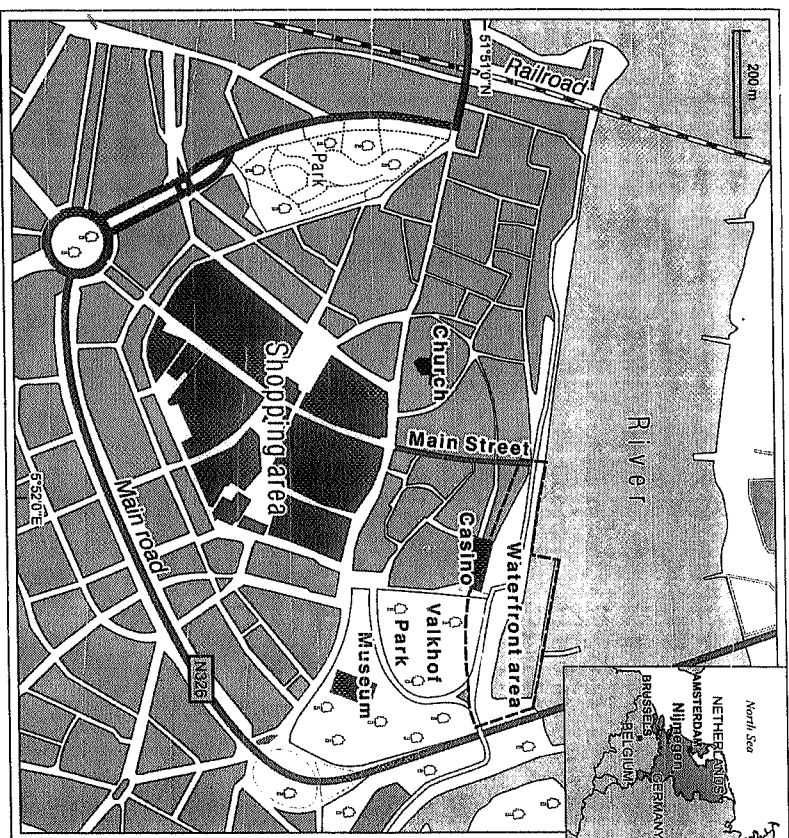 200 m
51°51'0"N
Railroad
Park
River
Church
Main Street
Shopping area
Casino
Waterfront area
Valkhof
Park
Museum
Main road
5°52'0"E
N326
North Sea
NETHERLANDS
AMSTERDAM
Nijmegen
GERMANY
BRUSSELS
BELGIUM